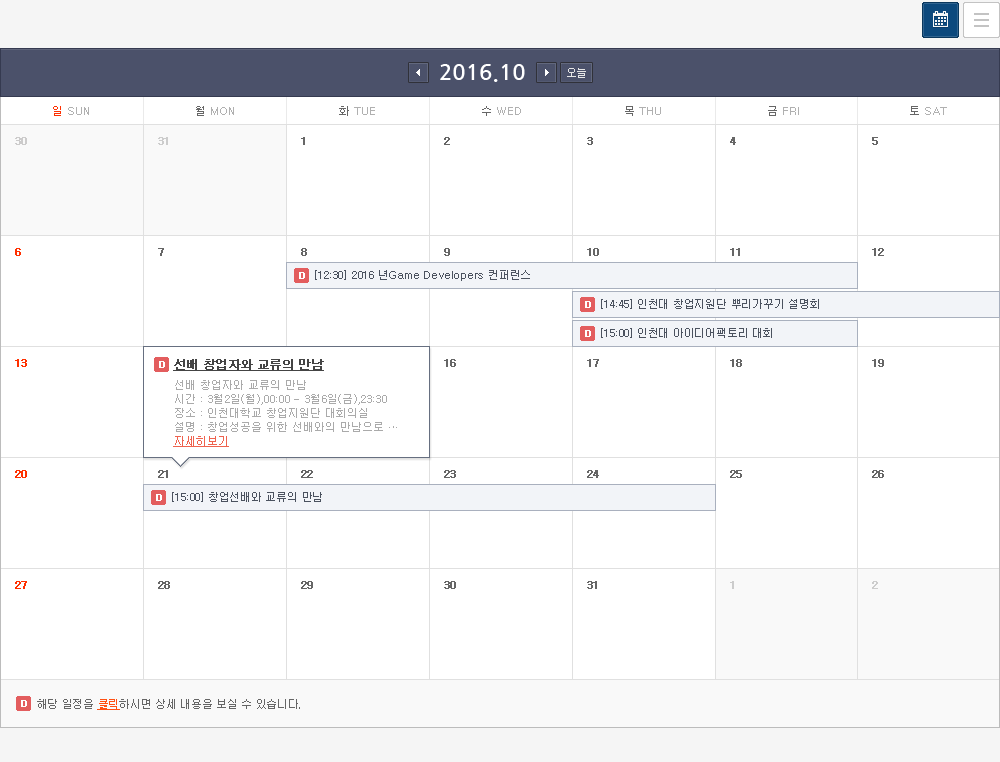 2016.10 오늘
일 SUN 월 MON 화 TUE 수 WED 목 THU 금 FRI 토 SAT
30 31 1 2 3 4 5
6 7 8 9 10 11 12
D [12:30] 2016 년Game Developers 컨퍼런스
D [14:45] 인천대 창업지원단 뿌리가꾸기 설명회
D [15:00] 인천대 아이디어팩토리 대회
13 16 17 18 19
D 선배 창업자와 교류의 만남
선배 창업자와 교류의 만남
시간 : 3월2일(월),00:00 - 3월6일(금),23:30
장소 : 인천대학교 창업지원단 대회의실
설명 : 창업성공을 위한 선배와의 만남으로 …
자세히보기
20 21 22 23 24 25 26
D [15:00] 창업선배와 교류의 만남
27 28 29 30 31 1 2
D 해당 일정을 클릭하시면 상세 내용을 보실 수 있습니다.